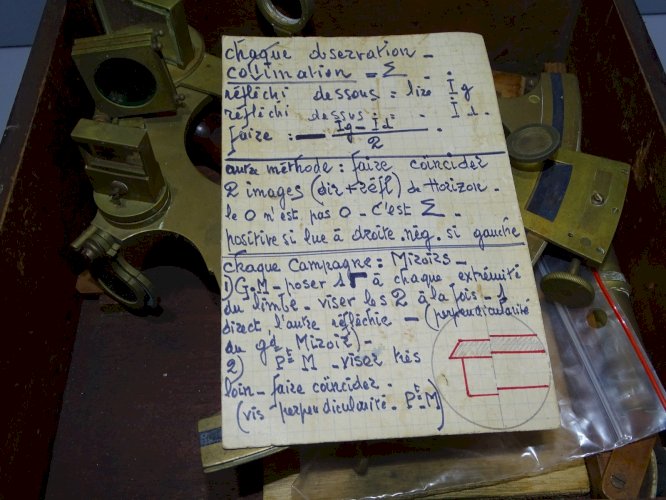 chaque observation -
collimation = Σ - .
réfléchi dessous : lire Ig
réfléchi dessus : " Id.
faire : - Ig - Id
2
autre méthode : faire coïncider
2 images (dir + réfl) de Horizon -
le 0 n'est pas 0 - c'est Σ -
positive si lue à droite . nég. si gauche
chaque Campagne : Miroirs -
1) G.M - poser 1 à chaque extrémité
du limbe - viser les 2 à la fois - 1
direct, l'autre réfléchie - (perpendicularité
du gd Miroir) -
2) Pt M - viser très
loin - faire coïncider -
(vis - perpendicularité - Pt M)